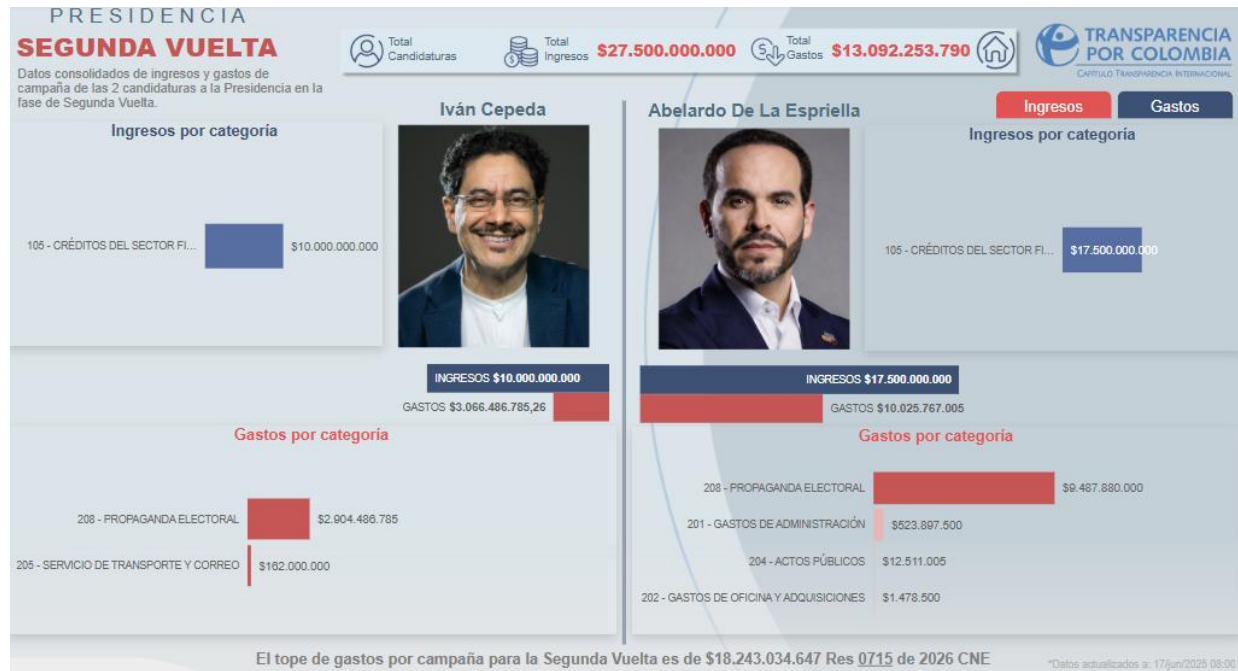 PRESIDENCIA
SEGUNDA VUELTA
Datos consolidados de ingresos y gastos de
campaña de las 2 candidaturas a la Presidencia en la
fase de Segunda Vuelta.
Total
Candidaturas
Total
Ingresos
$27.500.000.000
Total
Gastos
$13.092.253.790
TRANSPARENCIA
POR COLOMBIA
CAPÍTULO TRANSPARENCIA INTERNACIONAL
Ingresos
Gastos
Iván Cepeda
Abelardo De La Espriella
Ingresos por categoría
105 - CRÉDITOS DEL SECTOR FI...
$10.000.000.000
Ingresos por categoría
105 - CRÉDITOS DEL SECTOR FI...
$17.500.000.000
INGRESOS $10.000.000.000
GASTOS $3.066.486.785,26
INGRESOS $17.500.000.000
GASTOS $10.025.767.005
Gastos por categoría
208 - PROPAGANDA ELECTORAL
$2.904.486.785
205 - SERVICIO DE TRANSPORTE Y CORREO
$162.000.000
Gastos por categoría
208 - PROPAGANDA ELECTORAL
$9.487.880.000
201 - GASTOS DE ADMINISTRACIÓN
$523.897.500
204 - ACTOS PÚBLICOS
$12.511.005
202 - GASTOS DE OFICINA Y ADQUISICIONES
$1.478.500
El tope de gastos por campaña para la Segunda Vuelta es de $18.243.034.647 Res 0715 de 2026 CNE
*Datos actualizados a: 17/jun/2025 08:00